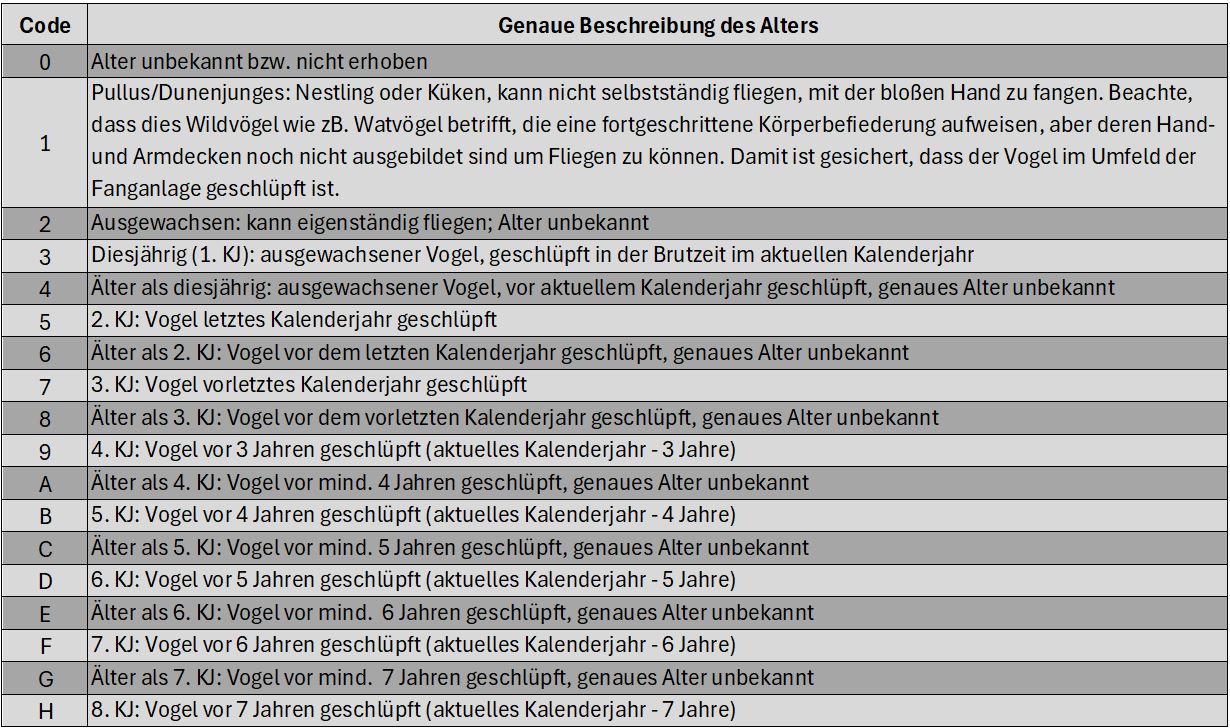 Code Genaue Beschreibung des Alters
0 Alter unbekannt bzw. nicht erhoben
1 Pullus/Dunenjunges: Nestling oder Küken, kann nicht selbstständig fliegen, mit der bloßen Hand zu fangen. Beachte,
dass dies Wildvögel wie zB. Watvögel betrifft, die eine fortgeschrittene Körperbefiederung aufweisen, aber deren Hand-
und Armdecken noch nicht ausgebildet sind um Fliegen zu können. Damit ist gesichert, dass der Vogel im Umfeld der
Fanganlage geschlüpft ist.
2 Ausgewachsen: kann eigenständig fliegen; Alter unbekannt
3 Diesjährig (1. KJ): ausgewachsener Vogel, geschlüpft in der Brutzeit im aktuellen Kalenderjahr
4 Älter als diesjährig: ausgewachsener Vogel, vor aktuellem Kalenderjahr geschlüpft, genaues Alter unbekannt
5 2. KJ: Vogel letztes Kalenderjahr geschlüpft
6 Älter als 2. KJ: Vogel vor dem letzten Kalenderjahr geschlüpft, genaues Alter unbekannt
7 3. KJ: Vogel vorletztes Kalenderjahr geschlüpft
8 Älter als 3. KJ: Vogel vor dem vorletzten Kalenderjahr geschlüpft, genaues Alter unbekannt
9 4. KJ: Vogel vor 3 Jahren geschlüpft (aktuelles Kalenderjahr - 3 Jahre)
A Älter als 4. KJ: Vogel vor mind. 4 Jahren geschlüpft, genaues Alter unbekannt
B 5. KJ: Vogel vor 4 Jahren geschlüpft (aktuelles Kalenderjahr - 4 Jahre)
C Älter als 5. KJ: Vogel vor mind. 5 Jahren geschlüpft, genaues Alter unbekannt
D 6. KJ: Vogel vor 5 Jahren geschlüpft (aktuelles Kalenderjahr - 5 Jahre)
E Älter als 6. KJ: Vogel vor mind. 6 Jahren geschlüpft, genaues Alter unbekannt
F 7. KJ: Vogel vor 6 Jahren geschlüpft (aktuelles Kalenderjahr - 6 Jahre)
G Älter als 7. KJ: Vogel vor mind. 7 Jahren geschlüpft, genaues Alter unbekannt
H 8. KJ: Vogel vor 7 Jahren geschlüpft (aktuelles Kalenderjahr - 7 Jahre)